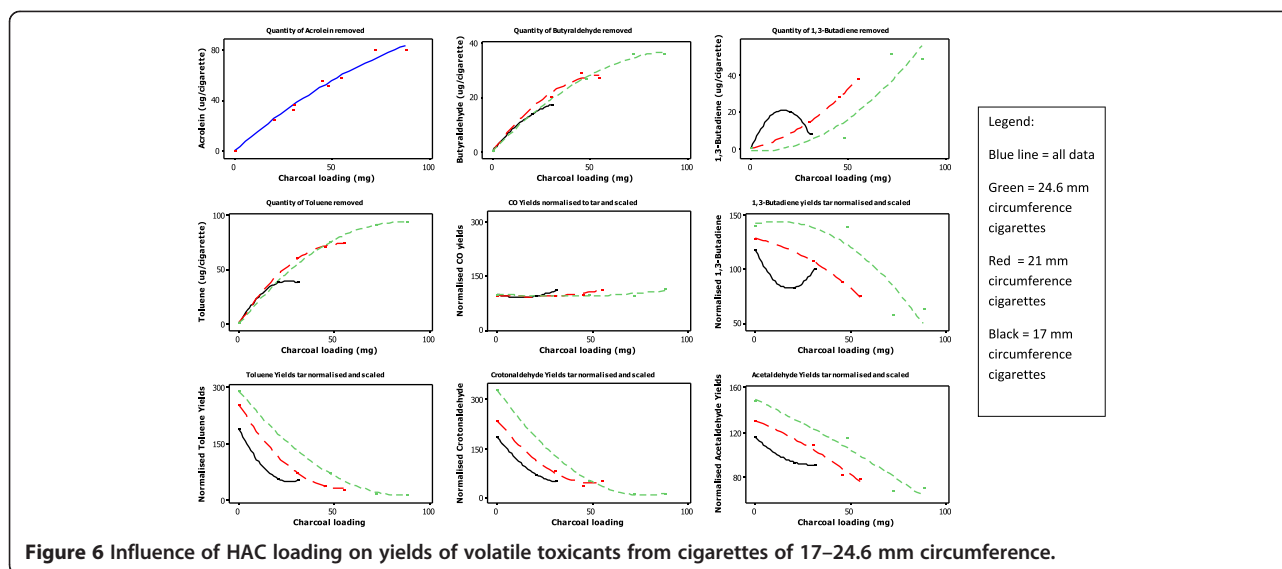 Quantity of Acrolein removed
Acrolein (ug/cigarette)
80
40
0
0
50
100
Charcoal loading (mg)
Quantity of Butyraldehyde removed
Butyraldehyde (ug/cigarette)
40
20
0
0
50
100
Charcoal loading (mg)
Quantity of 1,3-Butadiene removed
1,3-Butadiene (ug/cigarette)
40
20
0
0
50
100
Charcoal loading (mg)
Quantity of Toluene removed
Toluene (ug/cigarette)
100
50
0
0
50
100
Charcoal loading (mg)
CO Yields normalised to tar and scaled
Normalised CO yields
300
150
100
0
0
50
100
Charcoal loading (mg)
1,3-Butadiene yields tar normalised and scaled
Normalised 1,3-Butadiene
150
100
50
0
50
100
Charcoal loading (mg)
Toluene Yields tar normalised and scaled
Normalised Toluene Yields
300
150
0
0
50
100
Charcoal loading
Crotonaldehyde Yields tar normalised and scaled
Normalised Crotonaldehyde
300
150
0
0
50
100
Charcoal loading
Acetaldehyde Yields tar normalised and scaled
Normalised Acetaldehyde Yields
160
120
80
0
50
100
Charcoal loading (mg)
Legend:
Blue line = all data
Green = 24.6 mm
circumference
cigarettes
Red = 21 mm
circumference
cigarettes
Black = 17 mm
circumference
cigarettes
Figure 6 Influence of HAC loading on yields of volatile toxicants from cigarettes of 17–24.6 mm circumference.